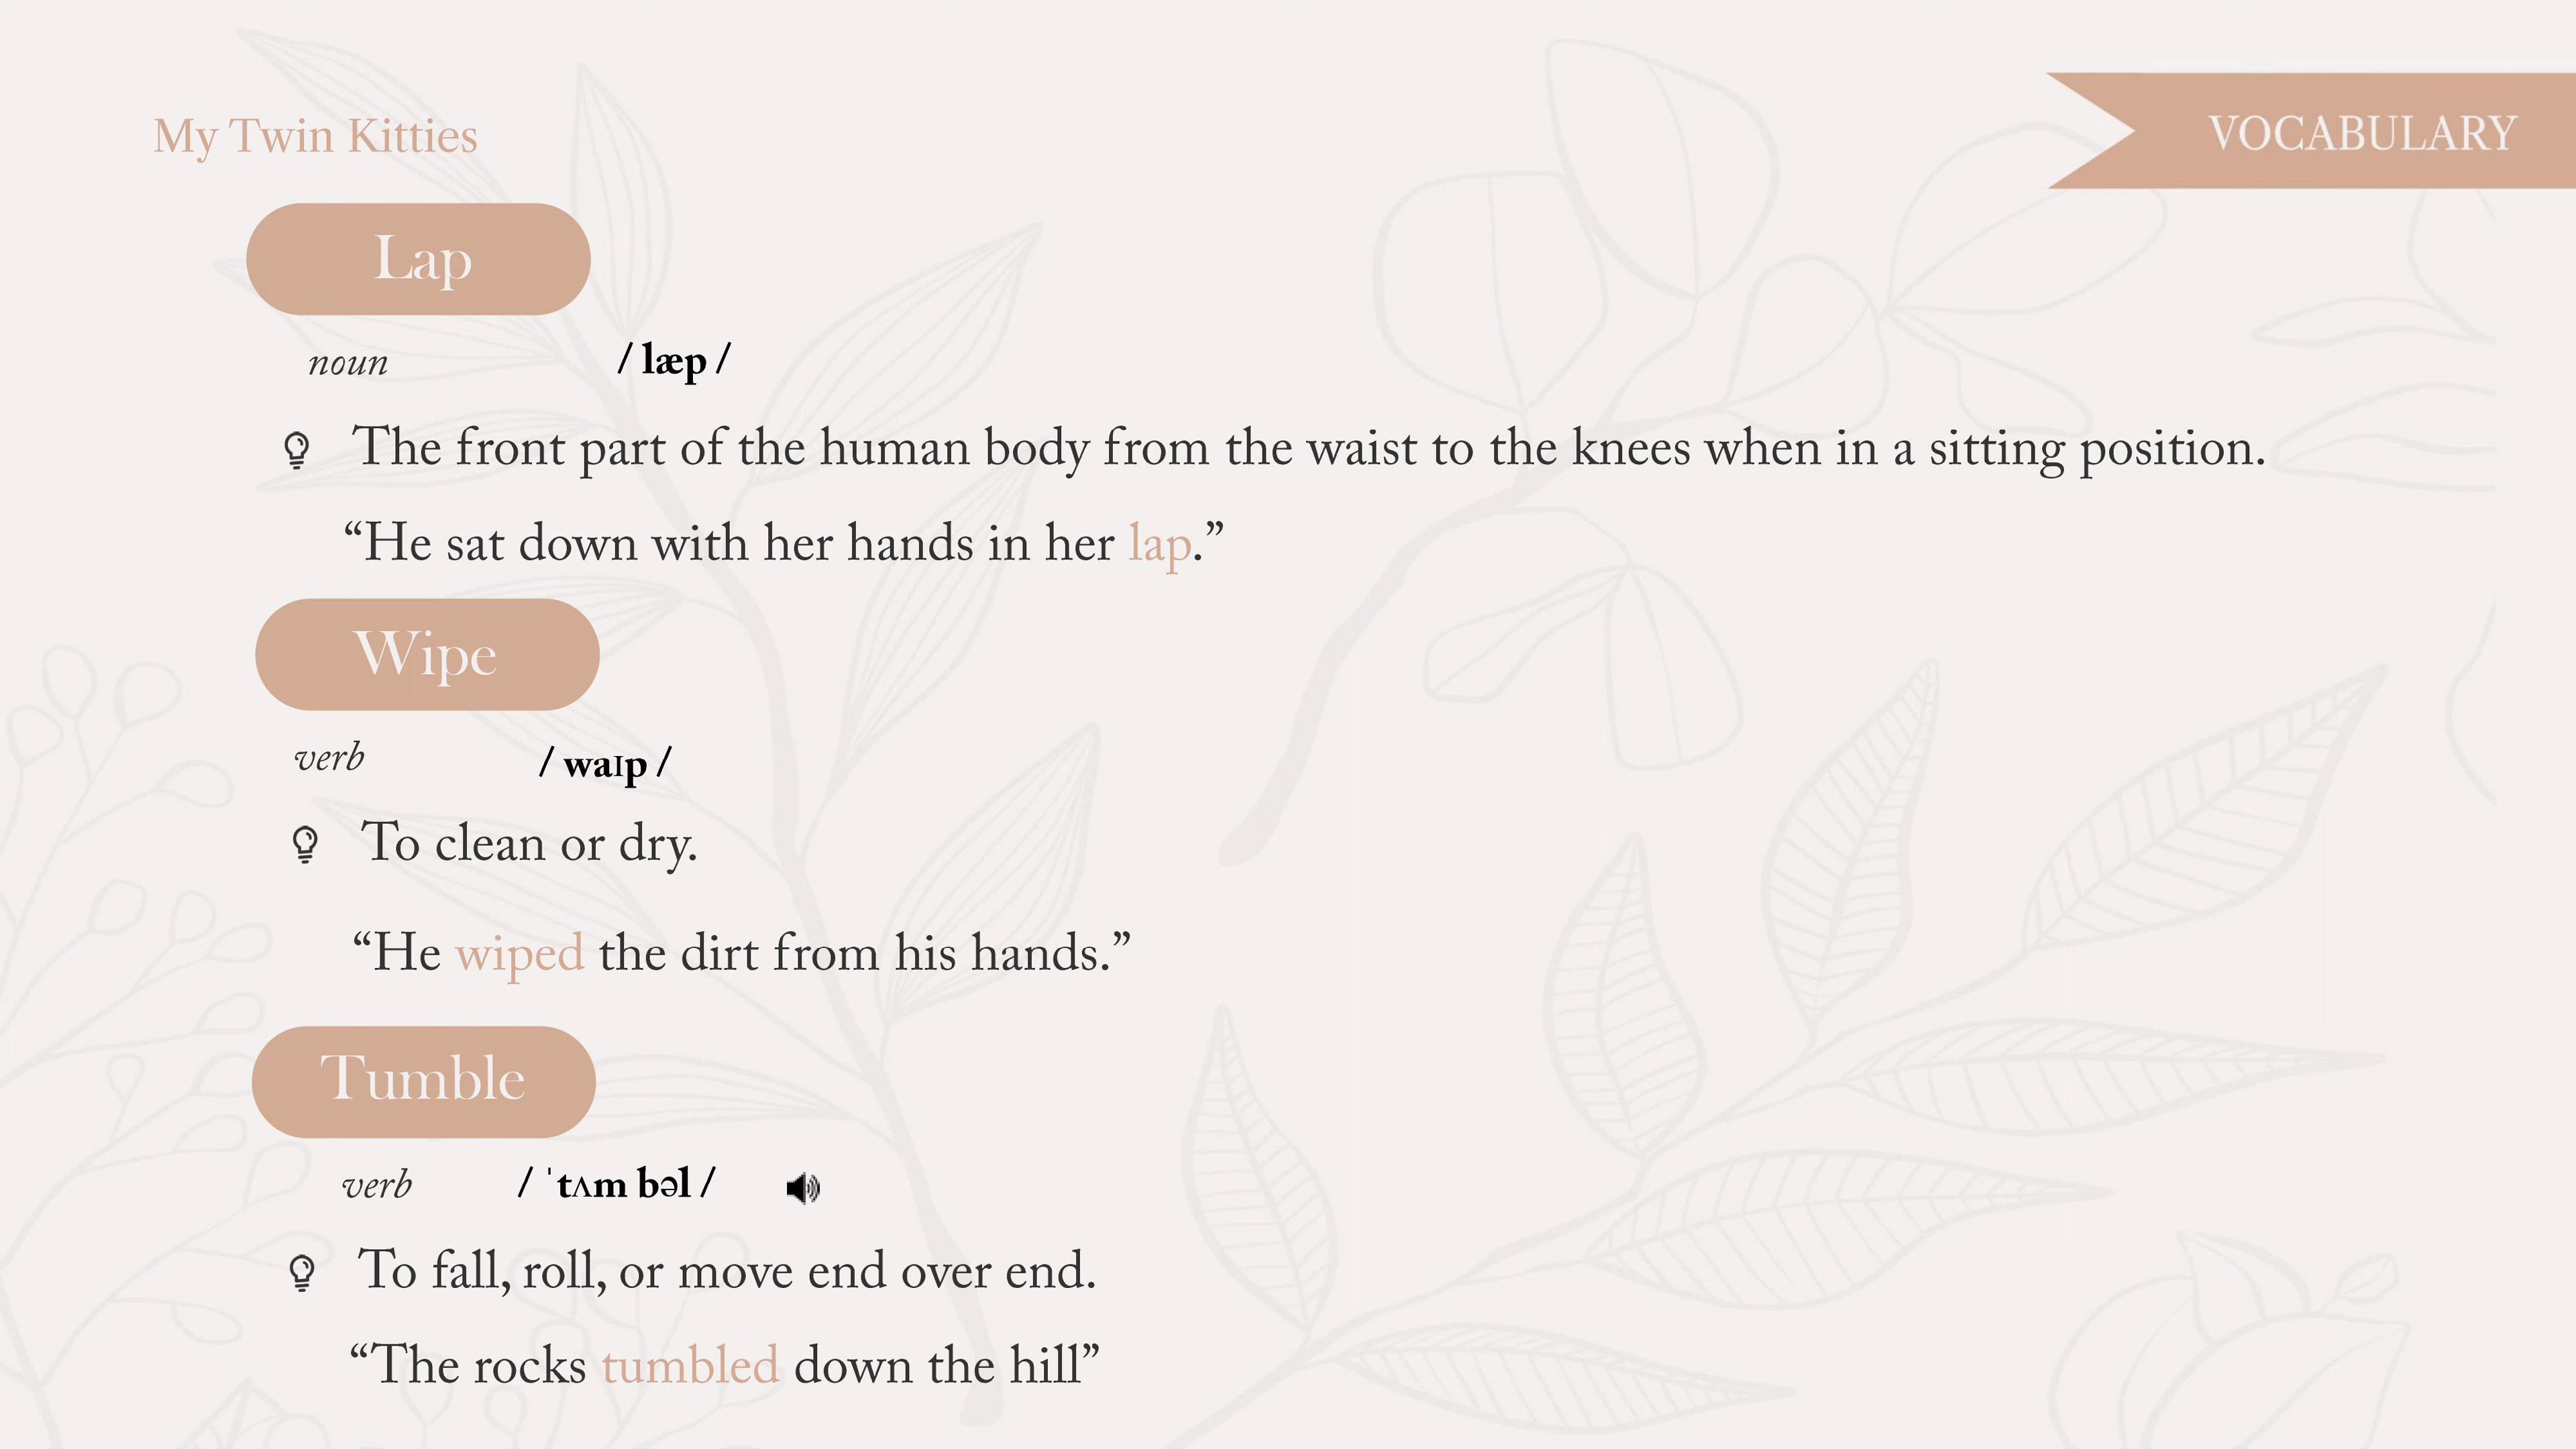 My Twin Kitties
VOCABULARY
Lap
noun / læp /
The front part of the human body from the waist to the knees when in a sitting position.
“He sat down with her hands in her lap.”
Wipe
verb / waɪp /
To clean or dry.
“He wiped the dirt from his hands.”
Tumble
verb / ˈtʌm bəl /
To fall, roll, or move end over end.
“The rocks tumbled down the hill”